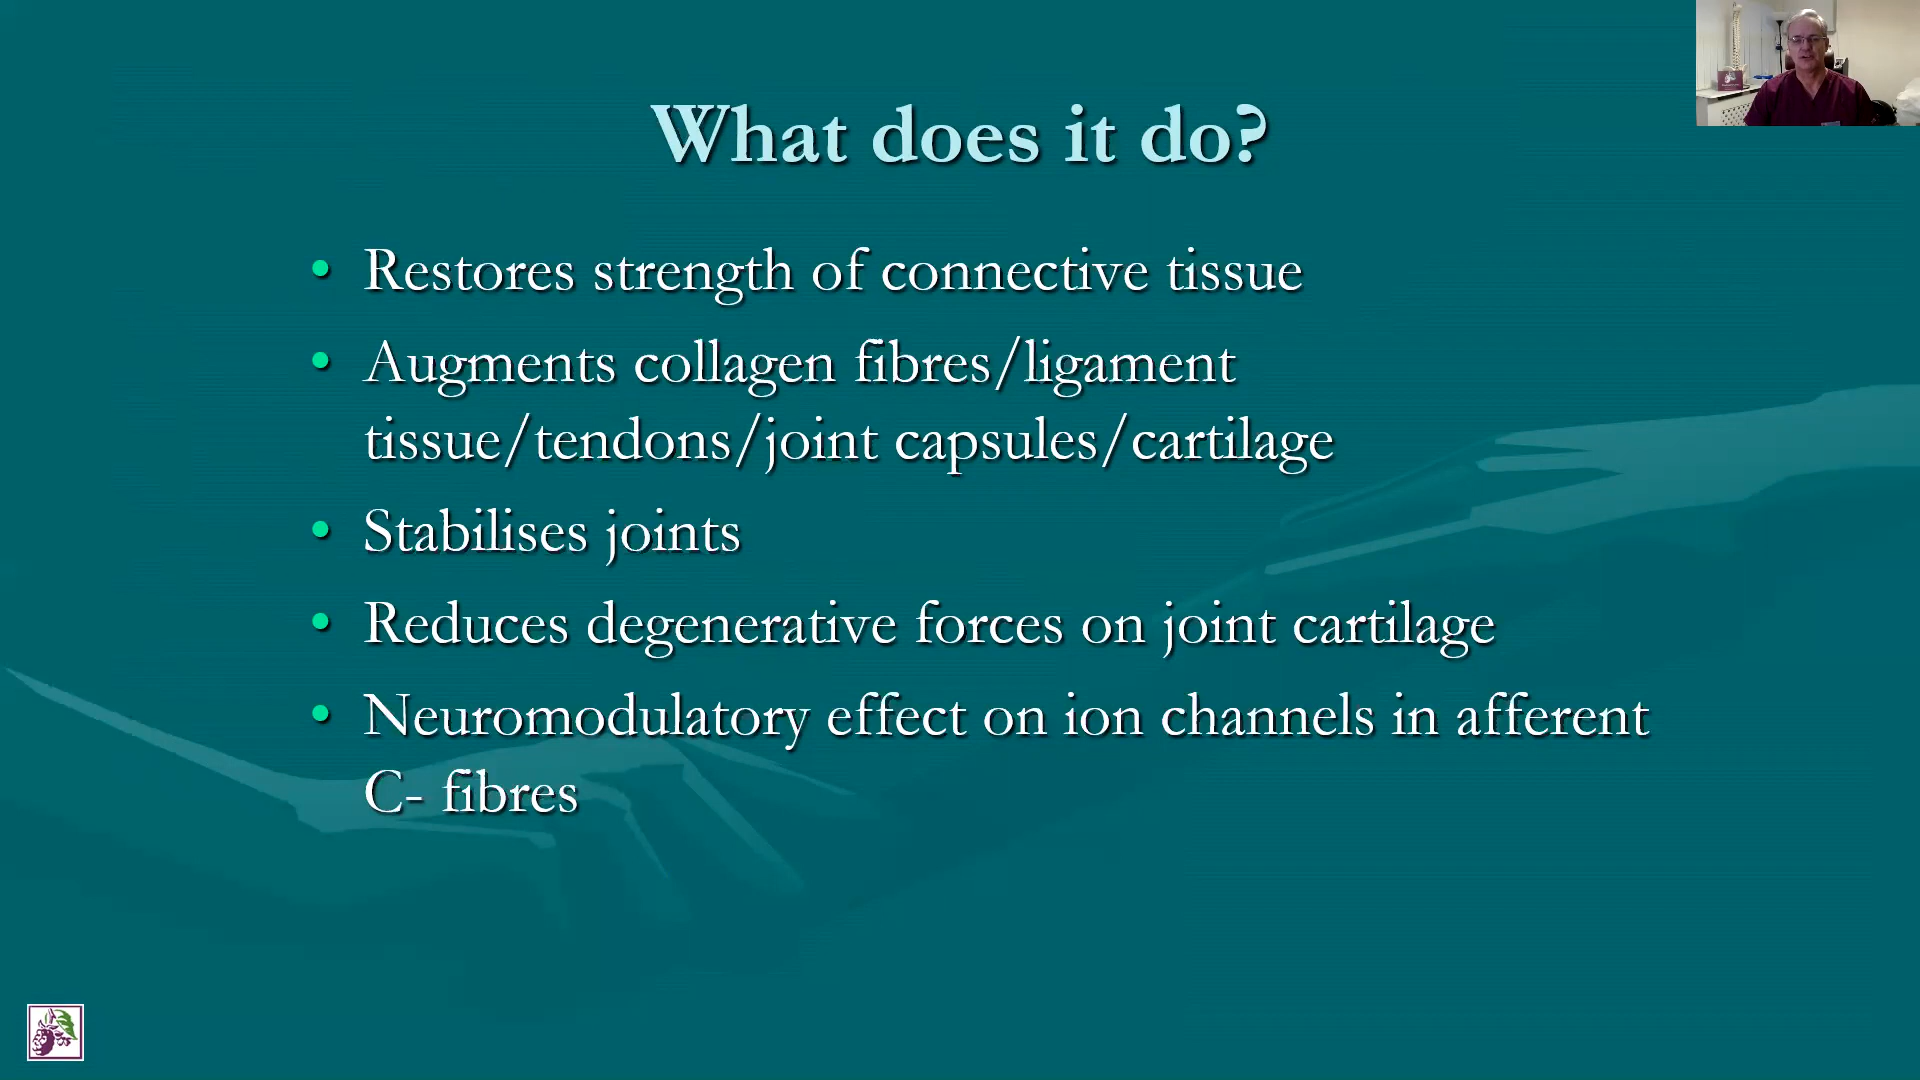 What does it do?
• Restores strength of connective tissue
• Augments collagen fibres/ligament
tissue/tendons/joint capsules/cartilage
• Stabilises joints
• Reduces degenerative forces on joint cartilage
• Neuromodulatory effect on ion channels in afferent
C- fibres